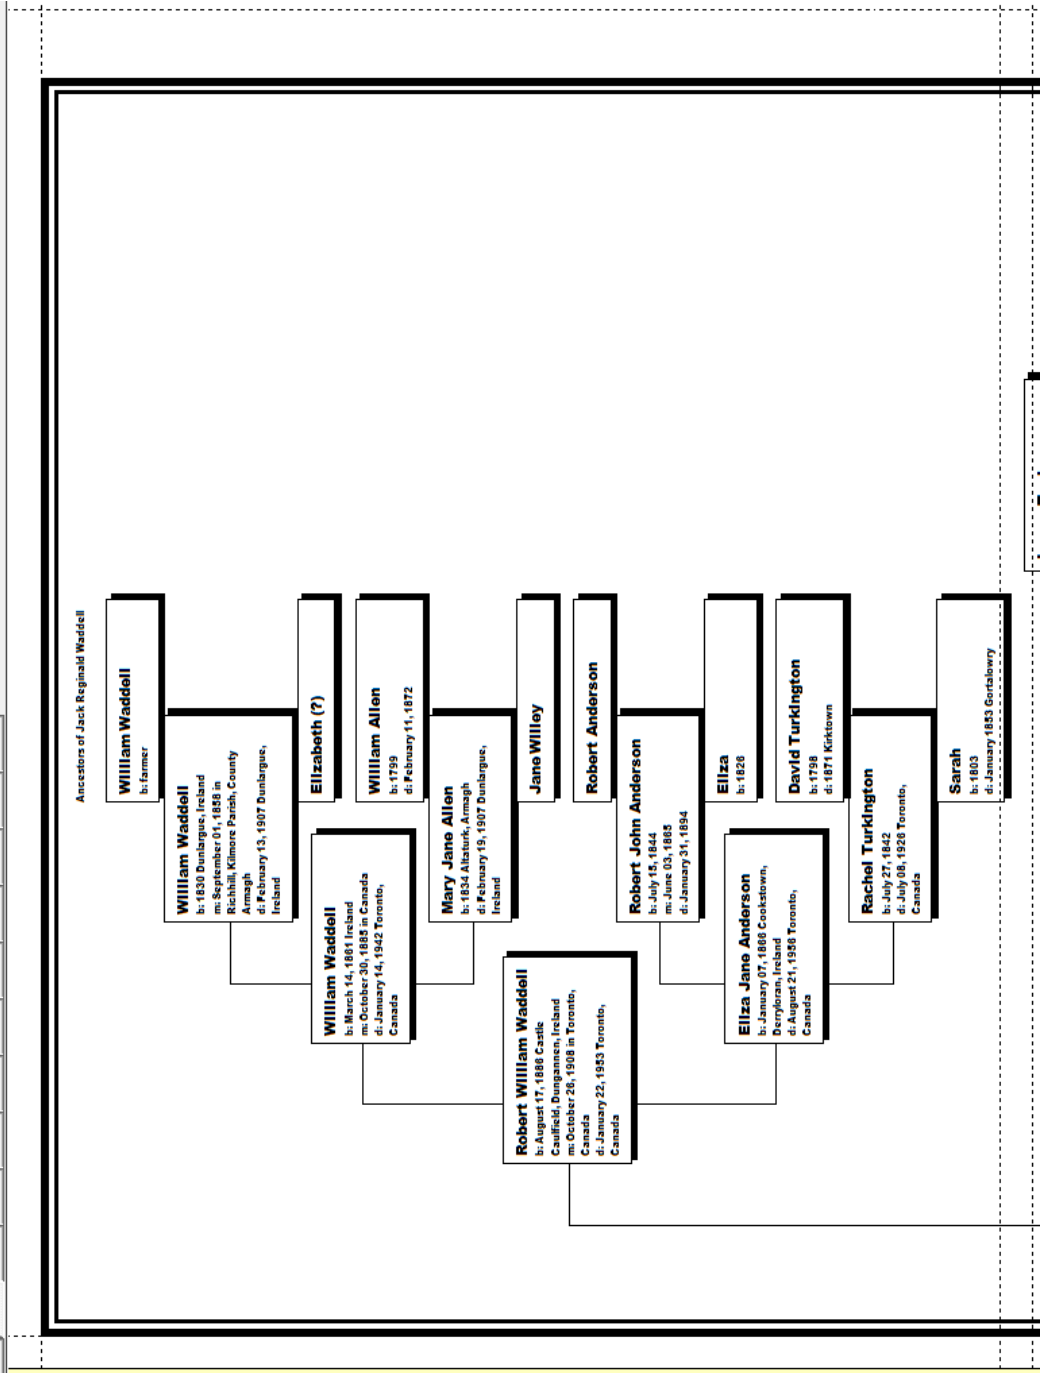 Ancestors of Jack Reginald Waddell
William Waddell
b: farmer
William Waddell
b: 1830 Dunlargue, Ireland
m: September 01, 1858 in
Richhill, Kilmore Parish, County
Armagh
d: February 13, 1907 Dunlargue,
Ireland
Elizabeth (?)
William Waddell
b: March 14, 1861 Ireland
m: October 30, 1885 in Canada
d: January 14, 1942 Toronto,
Canada
William Allen
b: 1799
d: February 11, 1872
Mary Jane Allen
b: 1834 Altaturk, Armagh
d: February 19, 1907 Dunlargue,
Ireland
Jane Willey
Robert William Waddell
b: August 17, 1886 Castle
Caulfield, Dungannen, Ireland
m: October 26, 1908 in Toronto,
Canada
d: January 22, 1953 Toronto,
Canada
Robert Anderson
Robert John Anderson
b: July 15, 1844
m: June 03, 1865
d: January 31, 1894
Eliza
b: 1826
Eliza Jane Anderson
b: January 07, 1866 Cookstown,
Derryloran, Ireland
d: August 21, 1956 Toronto,
Canada
David Turkington
b: 1798
d: 1871 Kirktown
Rachel Turkington
b: July 27, 1842
d: July 08, 1926 Toronto,
Canada
Sarah
b: 1803
d: January 1853 Gortalowry